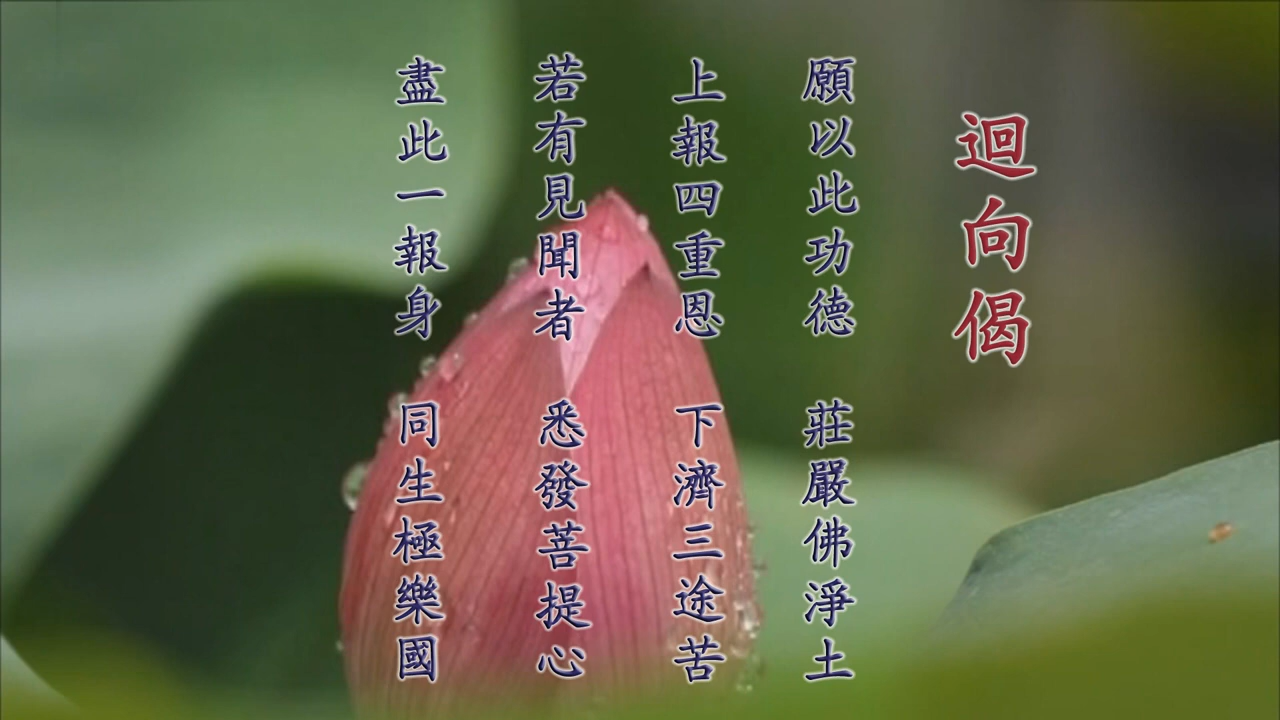 迴向偈
願以此功德 莊嚴佛淨土
上報四重恩 下濟三途苦
若有見聞者 悉發菩提心
盡此一報身 同生極樂國